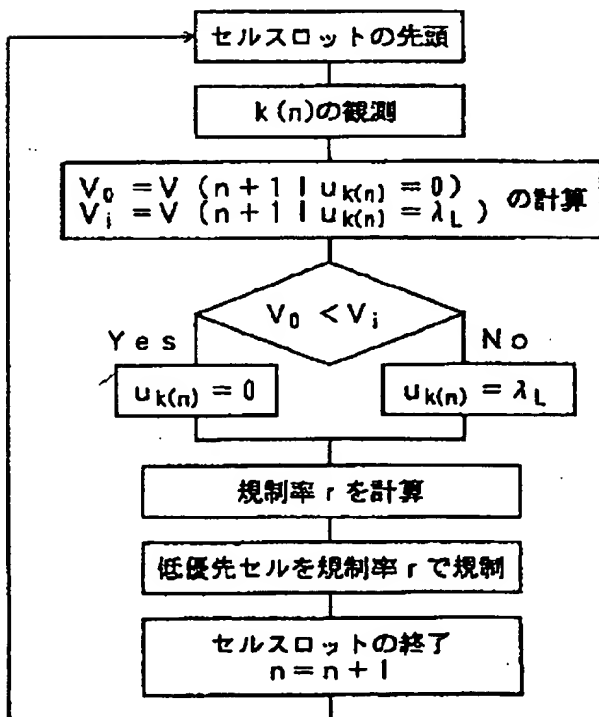 セルスロットの先頭
k(n)の観測
V₀ = V (n + 1 | u_k(n) = 0)
V_i = V (n + 1 | u_k(n) = λ_L) の計算
V₀ < V_i
Yes No
u_k(n) = 0 u_k(n) = λ_L
規制率 r を計算
低優先セルを規制率 r で規制
セルスロットの終了
n = n + 1